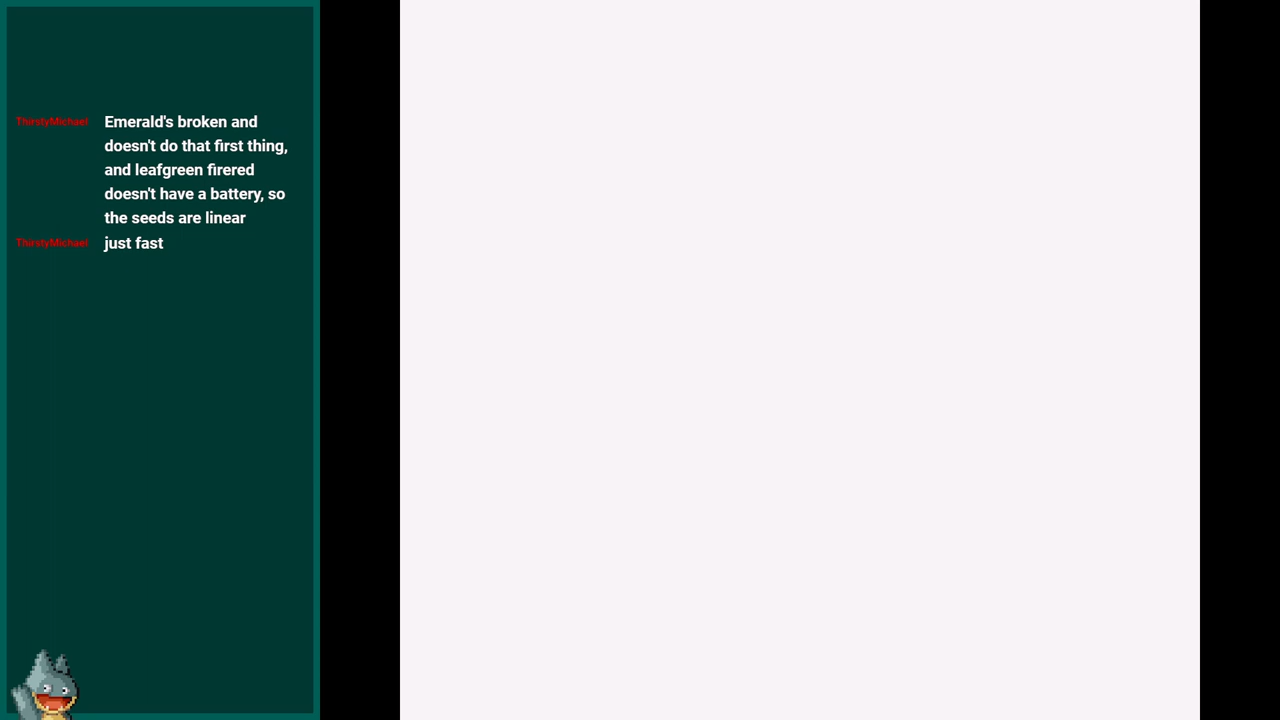 ThirstyMichael Emerald's broken and
doesn't do that first thing,
and leafgreen firered
doesn't have a battery, so
the seeds are linear
ThirstyMichael just fast